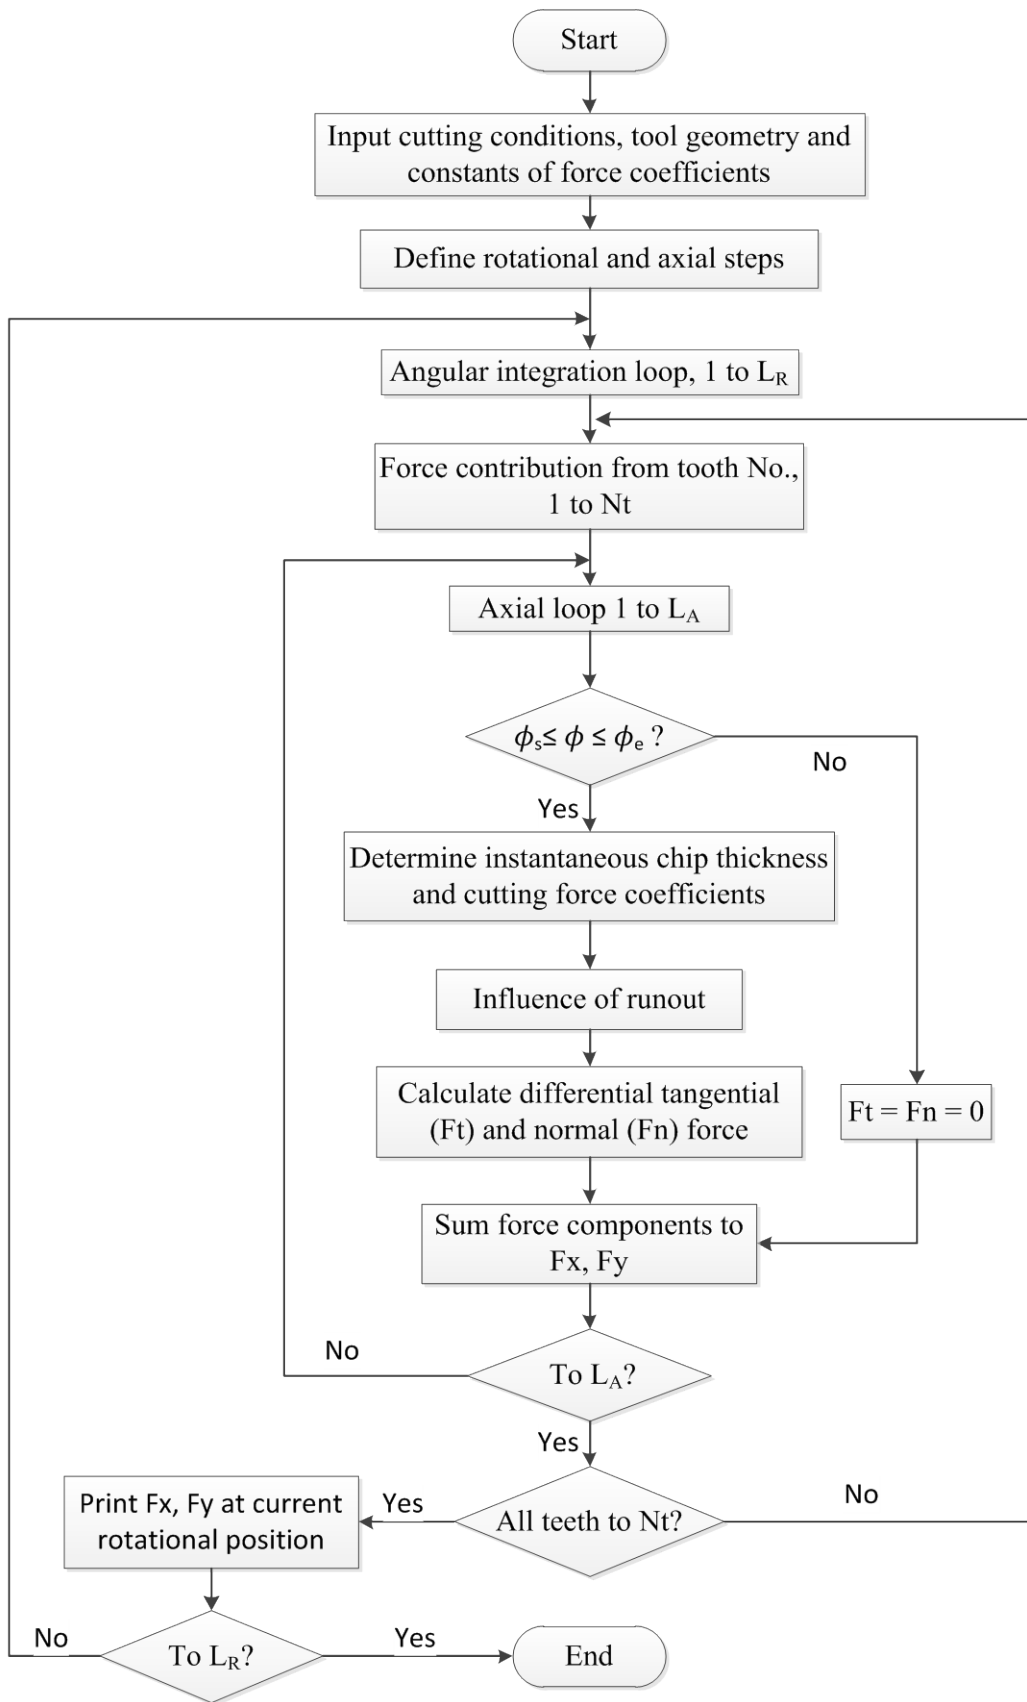 Start
Input cutting conditions, tool geometry and
constants of force coefficients
Define rotational and axial steps
Angular integration loop, 1 to L_R
Force contribution from tooth No.,
1 to Nt
Axial loop 1 to L_A
ϕ_s≤ ϕ ≤ ϕ_e ?
No
Yes
Determine instantaneous chip thickness
and cutting force coefficients
Influence of runout
Calculate differential tangential
(Ft) and normal (Fn) force
Ft = Fn = 0
Sum force components to
Fx, Fy
No
To L_A?
Yes
Print Fx, Fy at current
rotational position
Yes
All teeth to Nt?
No
No
To L_R?
Yes
End